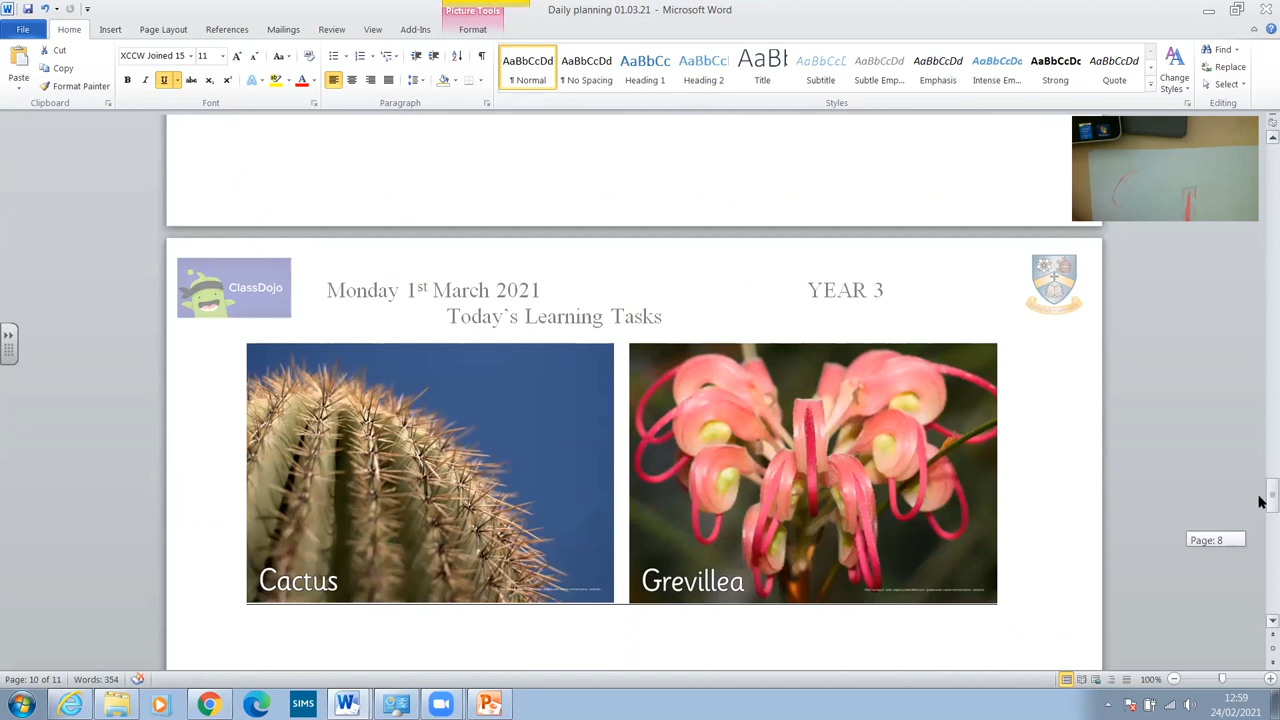 Daily planning 01.03.21 - Microsoft Word
Picture Tools
File Home Insert Page Layout References Mailings Review View Add-Ins Format
Paste
Cut
Copy
Format Painter
XCCW Joined 15 11
AaBbCcDd AaBbCcDd AaBbCc AaBbCc AaBb AaBbCcL AaBbCcDd AaBbCcDd AaBbCcDd AaBbCcDd AaBbCcDd
¶ Normal ¶ No Spacing Heading 1 Heading 2 Title Subtitle Subtle Emp... Emphasis Intense Em... Strong Quote
Change Styles
Find
Replace
Select
Clipboard Font Paragraph Styles Editing
ClassDojo
Monday 1st March 2021 YEAR 3
Today's Learning Tasks
Cactus
Grevillea
Page: 8
Page: 10 of 11 Words: 354 100%
SIMS
12:59
24/02/2021